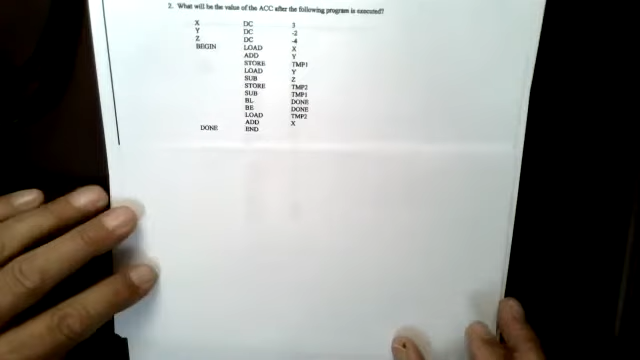 2. What will be the value of the ACC after the following program is executed?
X DC 3
Y DC -2
Z DC -4
BEGIN LOAD X
ADD Y
STORE TMP1
LOAD Y
SUB Z
STORE TMP2
SUB TMP1
BL DONE
BE DONE
LOAD TMP2
ADD X
DONE END